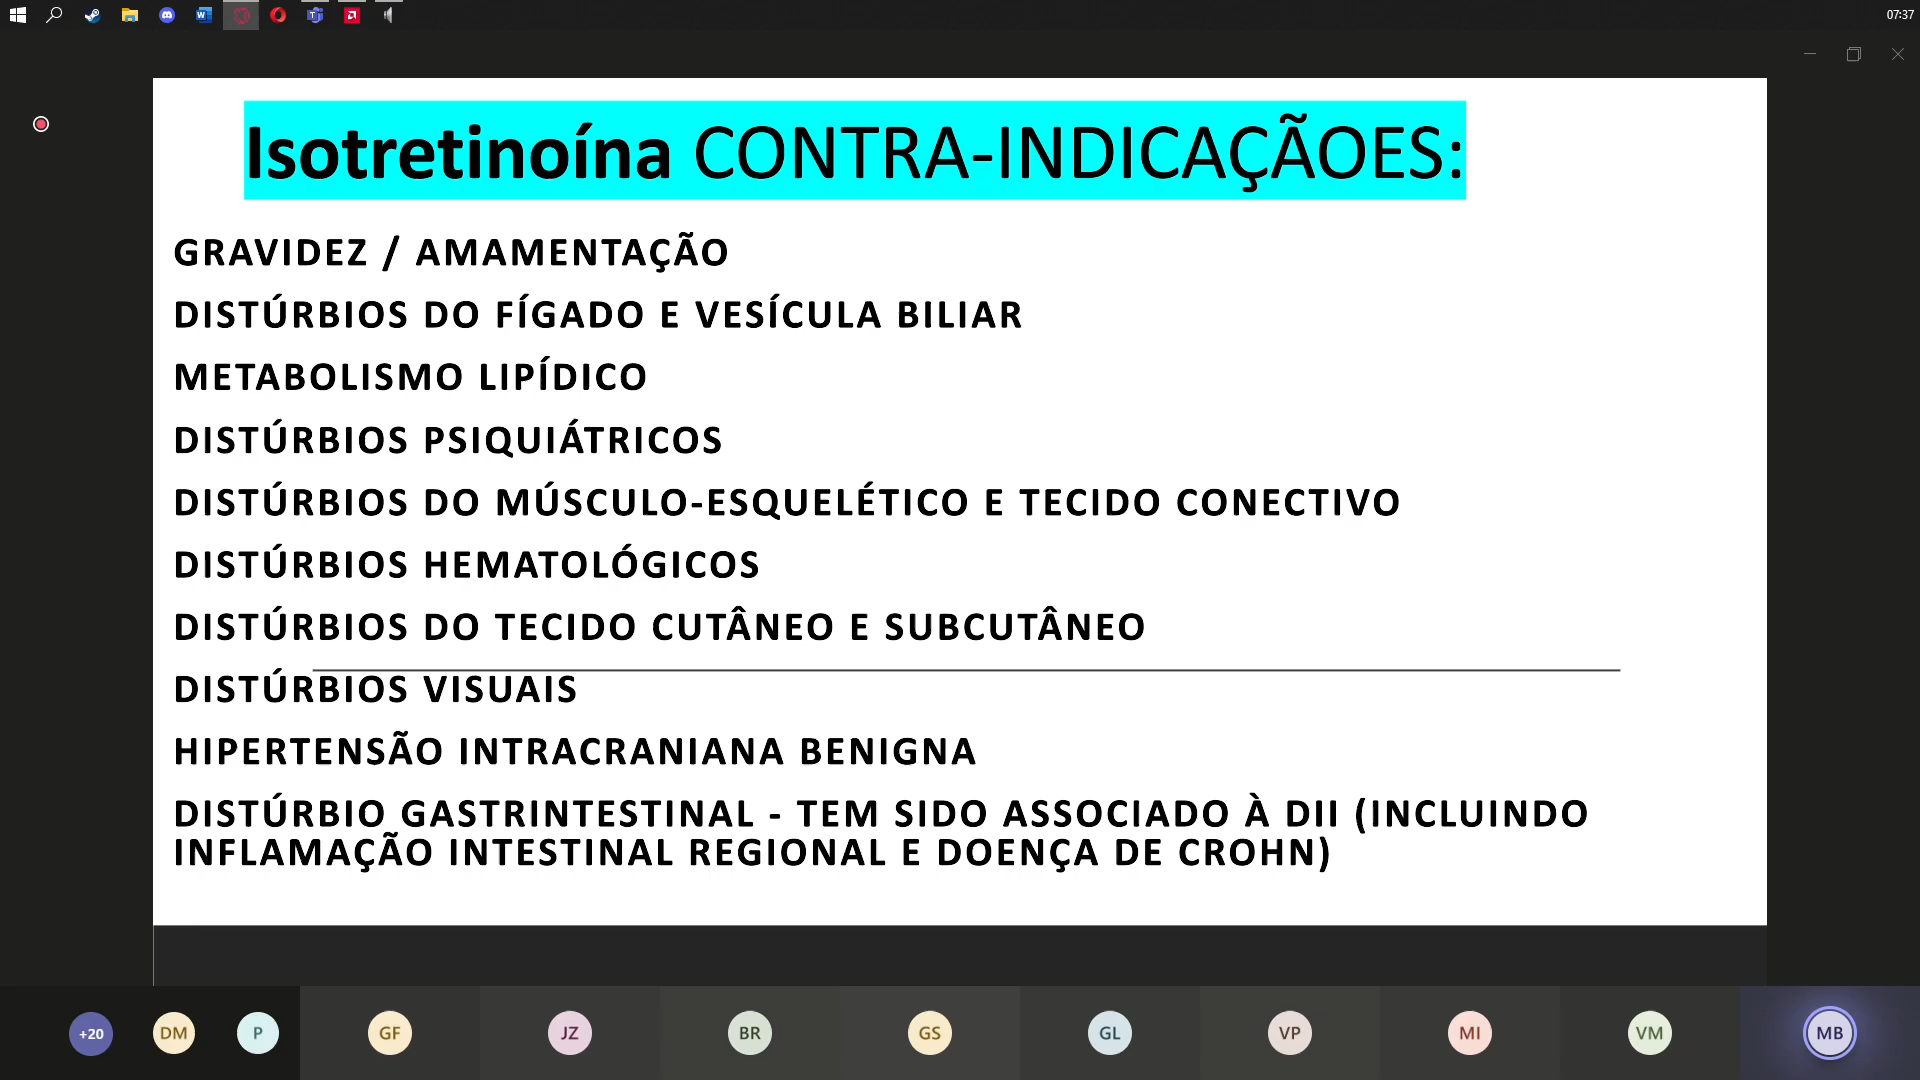 07:37
Isotretinoína CONTRA-INDICAÇÃOES:
GRAVIDEZ / AMAMENTAÇÃO
DISTÚRBIOS DO FÍGADO E VESÍCULA BILIAR
METABOLISMO LIPÍDICO
DISTÚRBIOS PSIQUIÁTRICOS
DISTÚRBIOS DO MÚSCULO-ESQUELÉTICO E TECIDO CONECTIVO
DISTÚRBIOS HEMATOLÓGICOS
DISTÚRBIOS DO TECIDO CUTÂNEO E SUBCUTÂNEO
DISTÚRBIOS VISUAIS
HIPERTENSÃO INTRACRANIANA BENIGNA
DISTÚRBIO GASTRINTESTINAL - TEM SIDO ASSOCIADO À DII (INCLUINDO
INFLAMAÇÃO INTESTINAL REGIONAL E DOENÇA DE CROHN)
+20 DM P GF JZ BR GS GL VP MI VM MB